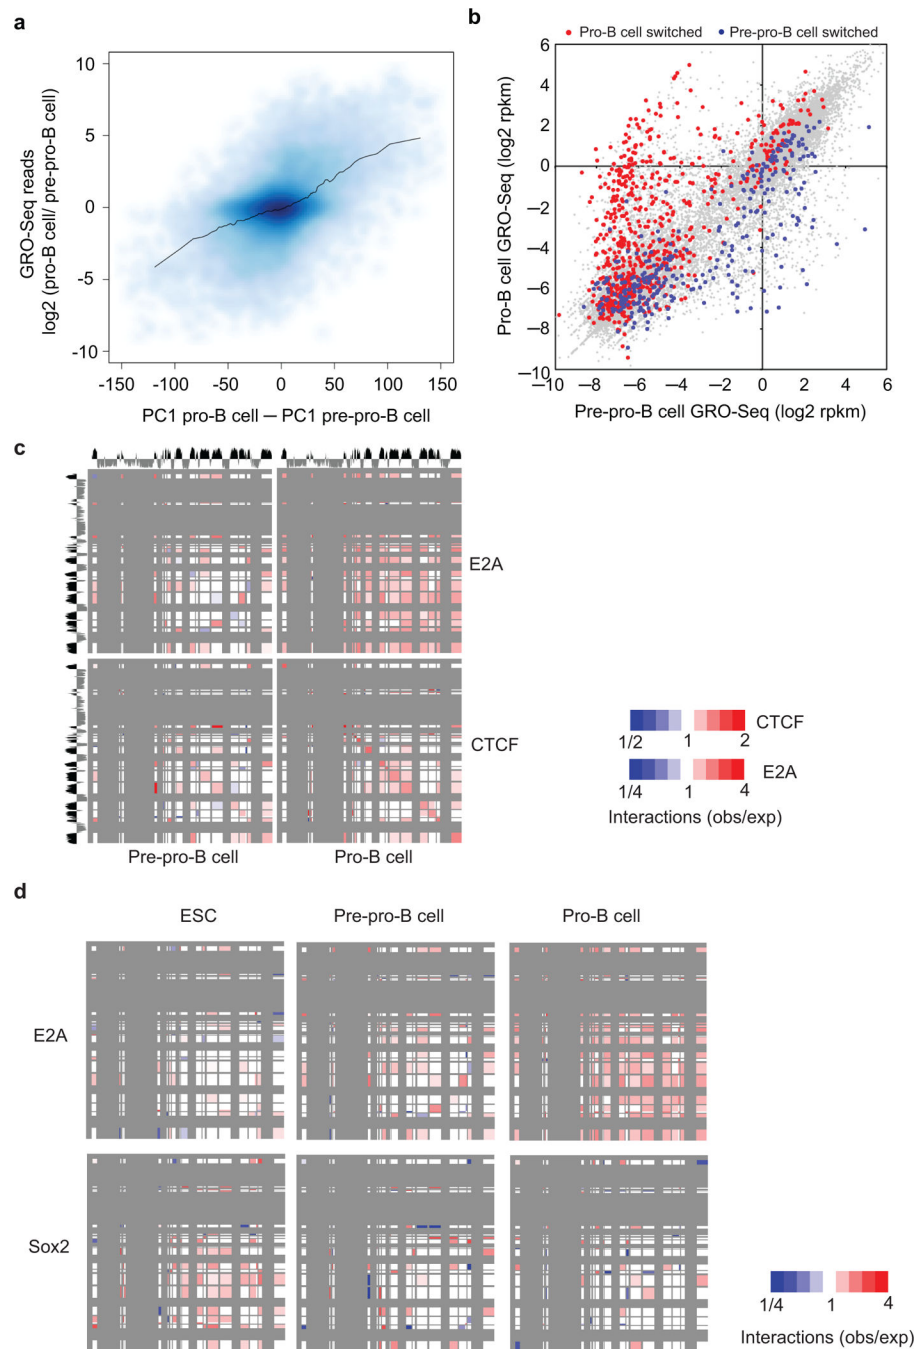 a
10
5
0
-5
-10
GRO-Seq reads
log2 (pro-B cell/ pre-pro-B cell)
-150 -100 -50 0 50 100 150
PC1 pro-B cell — PC1 pre-pro-B cell
b
Pro-B cell switched Pre-pro-B cell switched
6
4
2
0
−2
−4
−6
−8
−10
Pro-B cell GRO-Seq (log2 rpkm)
−10 −8 −6 −4 −2 0 2 4 5 6
Pre-pro-B cell GRO-Seq (log2 rpkm)
c
E2A
CTCF
Pre-pro-B cell Pro-B cell
CTCF
1/2 1 2
E2A
1/4 1 4
Interactions (obs/exp)
d
ESC Pre-pro-B cell Pro-B cell
E2A
Sox2
1/4 1 4
Interactions (obs/exp)